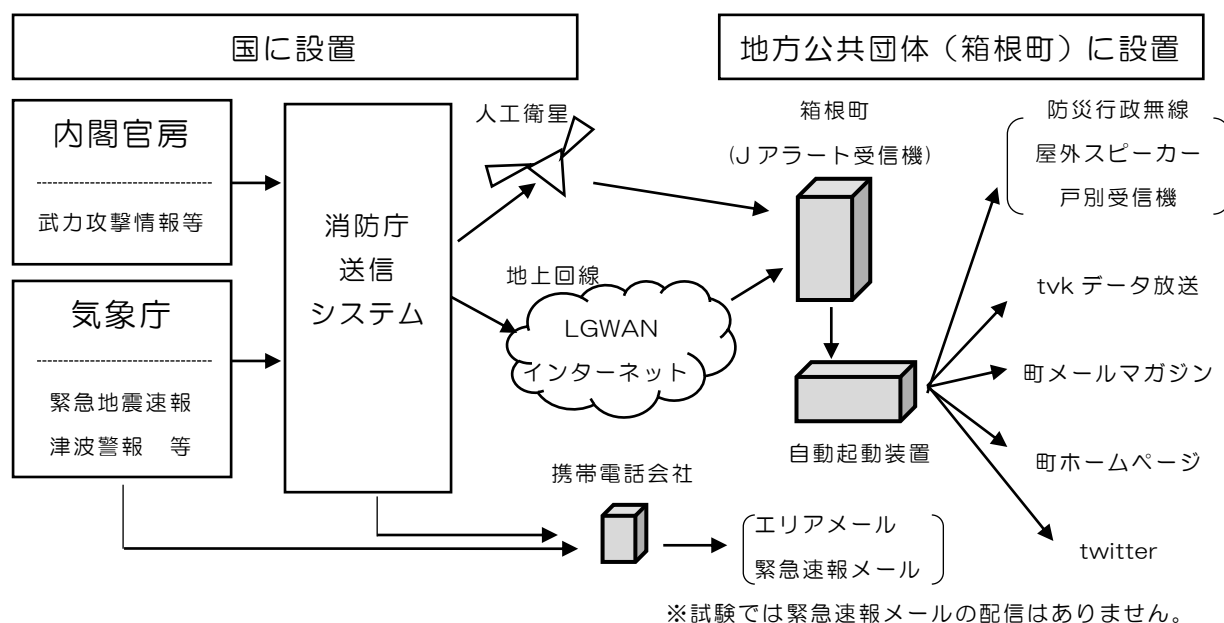 国に設置
地方公共団体（箱根町）に設置
内閣官房
武力攻撃情報等
気象庁
緊急地震速報
津波警報　等
消防庁
送信
システム
人工衛星
地上回線
LGWAN
インターネット
箱根町
(Jアラート受信機)
自動起動装置
防災行政無線
屋外スピーカー
戸別受信機
tvk データ放送
町メールマガジン
町ホームページ
twitter
携帯電話会社
エリアメール
緊急速報メール
※試験では緊急速報メールの配信はありません。